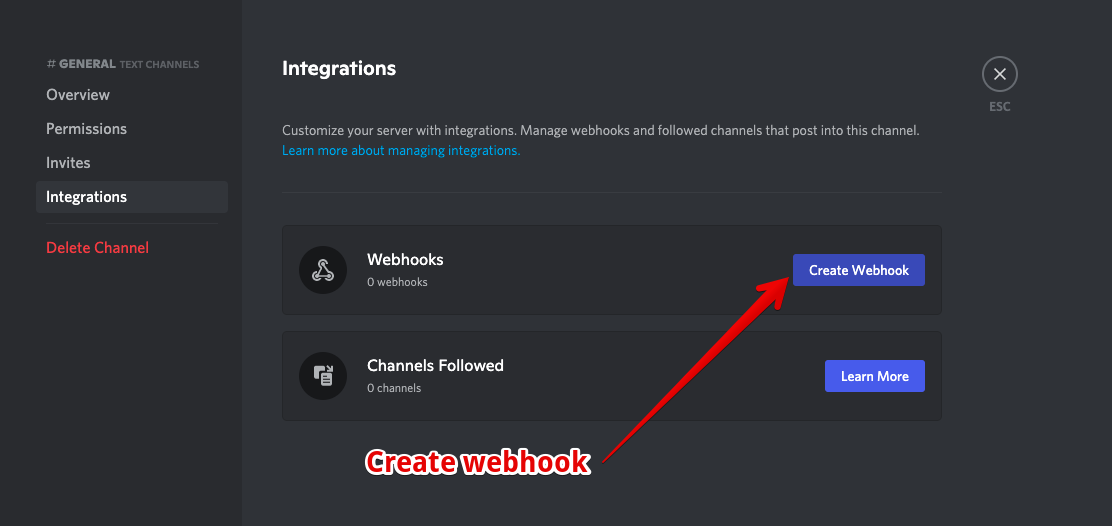 # GENERAL TEXT CHANNELS
Overview
Permissions
Invites
Integrations
Delete Channel
Integrations
ESC
Customize your server with integrations. Manage webhooks and followed channels that post into this channel.
Learn more about managing integrations.
Webhooks
0 webhooks
Create Webhook
Channels Followed
0 channels
Learn More
Create webhook